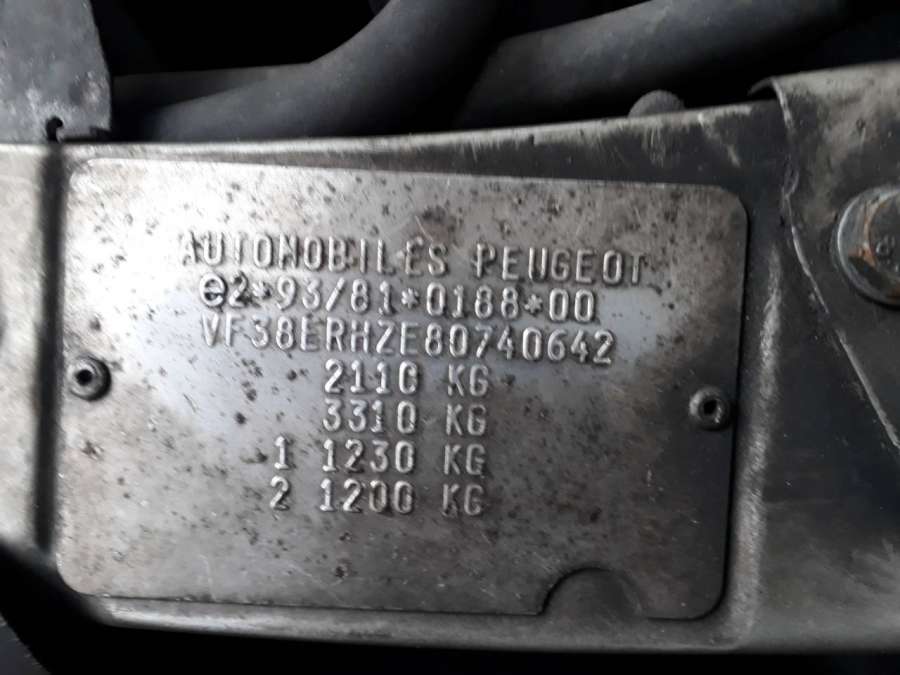 AUTOMOBILES PEUGEOT
e2*93/81*0188*00
VF38ERHZE80740642
2110 KG
3310 KG
1 1230 KG
2 1200 KG